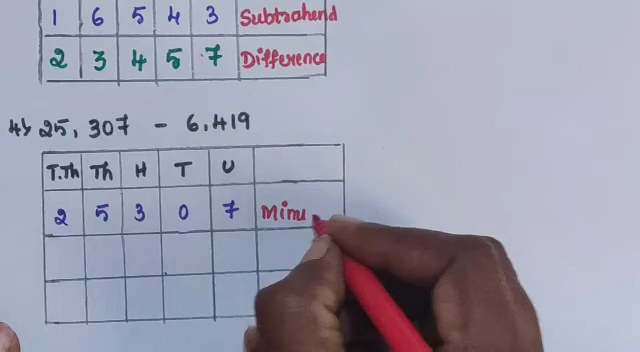 1 6 5 4 3 Subtrahend
2 3 4 5 7 Difference
4) 25,307 - 6,419
T.Th Th H T U
2 5 3 0 7 Minu